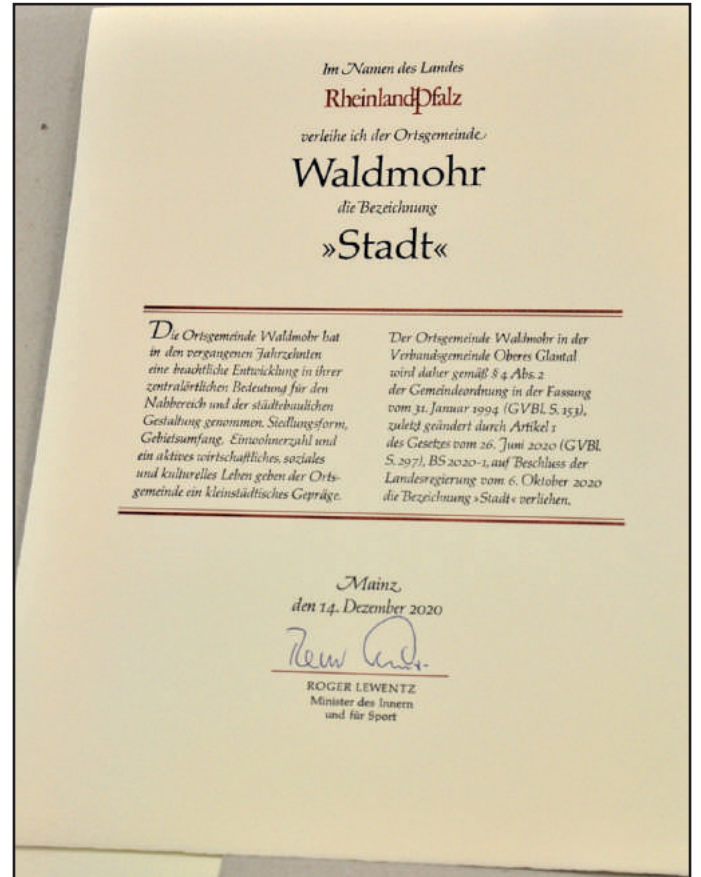 Im Namen des Landes
Rheinland-Pfalz
verleihe ich der Ortsgemeinde
Waldmohr
die Bezeichnung
»Stadt«
Die Ortsgemeinde Waldmohr hat
in den vergangenen Jahrzehnten
eine beachtliche Entwicklung in ihrer
zentralörtlichen Bedeutung für den
Nahbereich und der städtebaulichen
Gestaltung genommen. Siedlungsform,
Gebietsumfang, Einwohnerzahl und
ein aktives wirtschaftliches, soziales
und kulturelles Leben geben der Orts-
gemeinde ein kleinstädtisches Gepräge.
Der Ortsgemeinde Waldmohr in der
Verbandsgemeinde Oberes Glantal
wird daher gemäß § 4 Abs. 2
der Gemeindeordnung in der Fassung
vom 31. Januar 1994 (GVBl. S. 153),
zuletzt geändert durch Artikel 1
des Gesetzes vom 26. Juni 2020 (GVBl.
S. 297), BS 2020-1, auf Beschluss der
Landesregierung vom 6. Oktober 2020
die Bezeichnung »Stadt« verliehen.
Mainz,
den 14. Dezember 2020
ROGER LEWENTZ
Minister des Innern
und für Sport